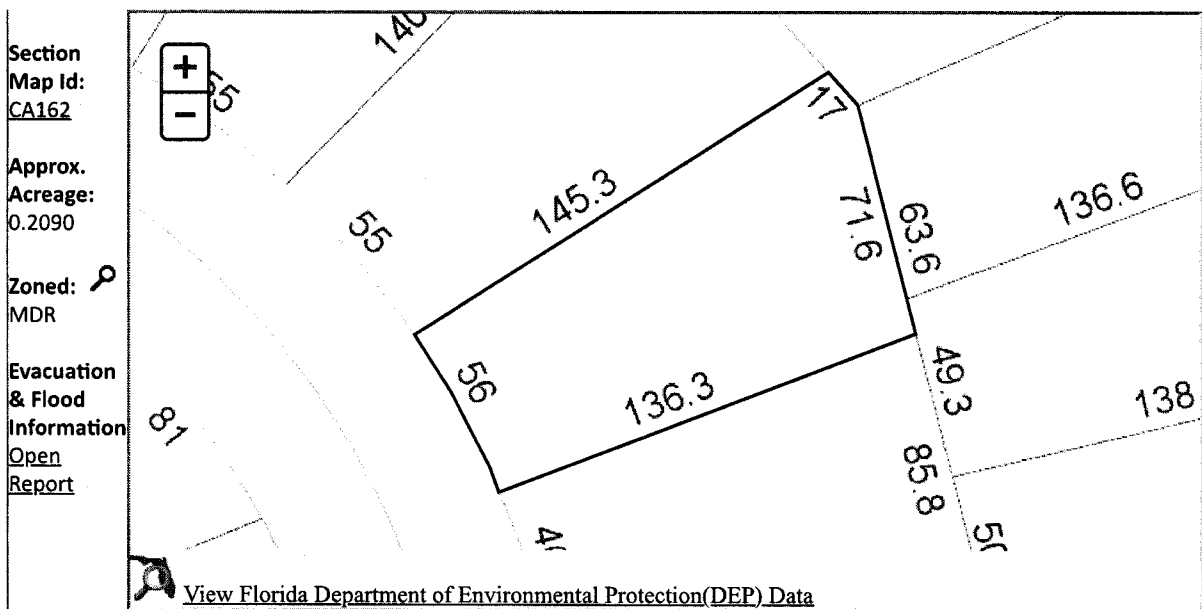 Section
Map Id:
CA162
Approx.
Acreage:
0.2090
Zoned:
MDR
Evacuation
& Flood
Information
Open
Report
+
−
55
17
145.3
136.6
63.6
71.6
55
56
136.3
49.3
138
81
85.8
View Florida Department of Environmental Protection(DEP) Data